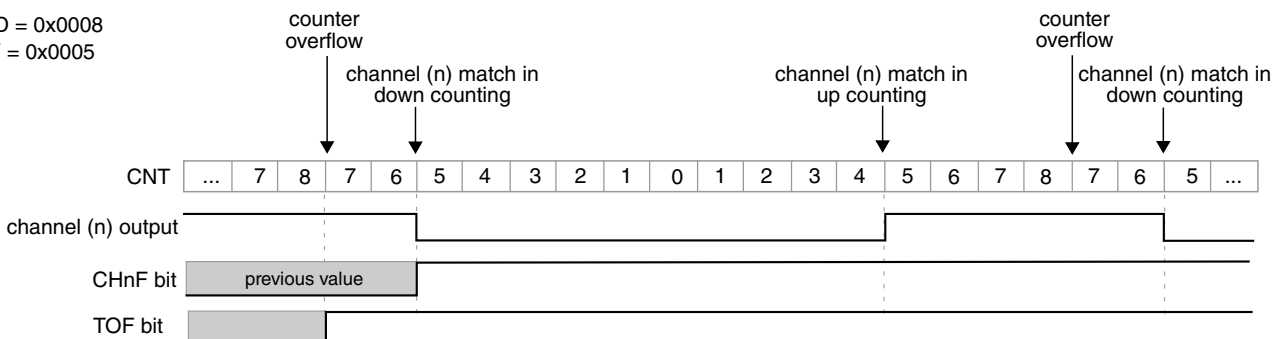 D = 0x0008
= 0x0005
counter
overflow
channel (n) match in
down counting
channel (n) match in
up counting
counter
overflow
channel (n) match in
down counting
CNT ... 7 8 7 6 5 4 3 2 1 0 1 2 3 4 5 6 7 8 7 6 5 ...
channel (n) output
CHnF bit previous value
TOF bit